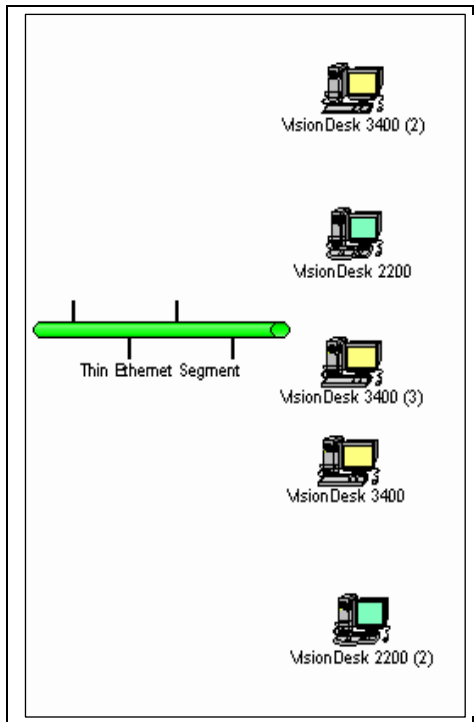 VisionDesk 3400 (2)
VisionDesk 2200
Thin Ethernet Segment
VisionDesk 3400 (3)
VisionDesk 3400
VisionDesk 2200 (2)